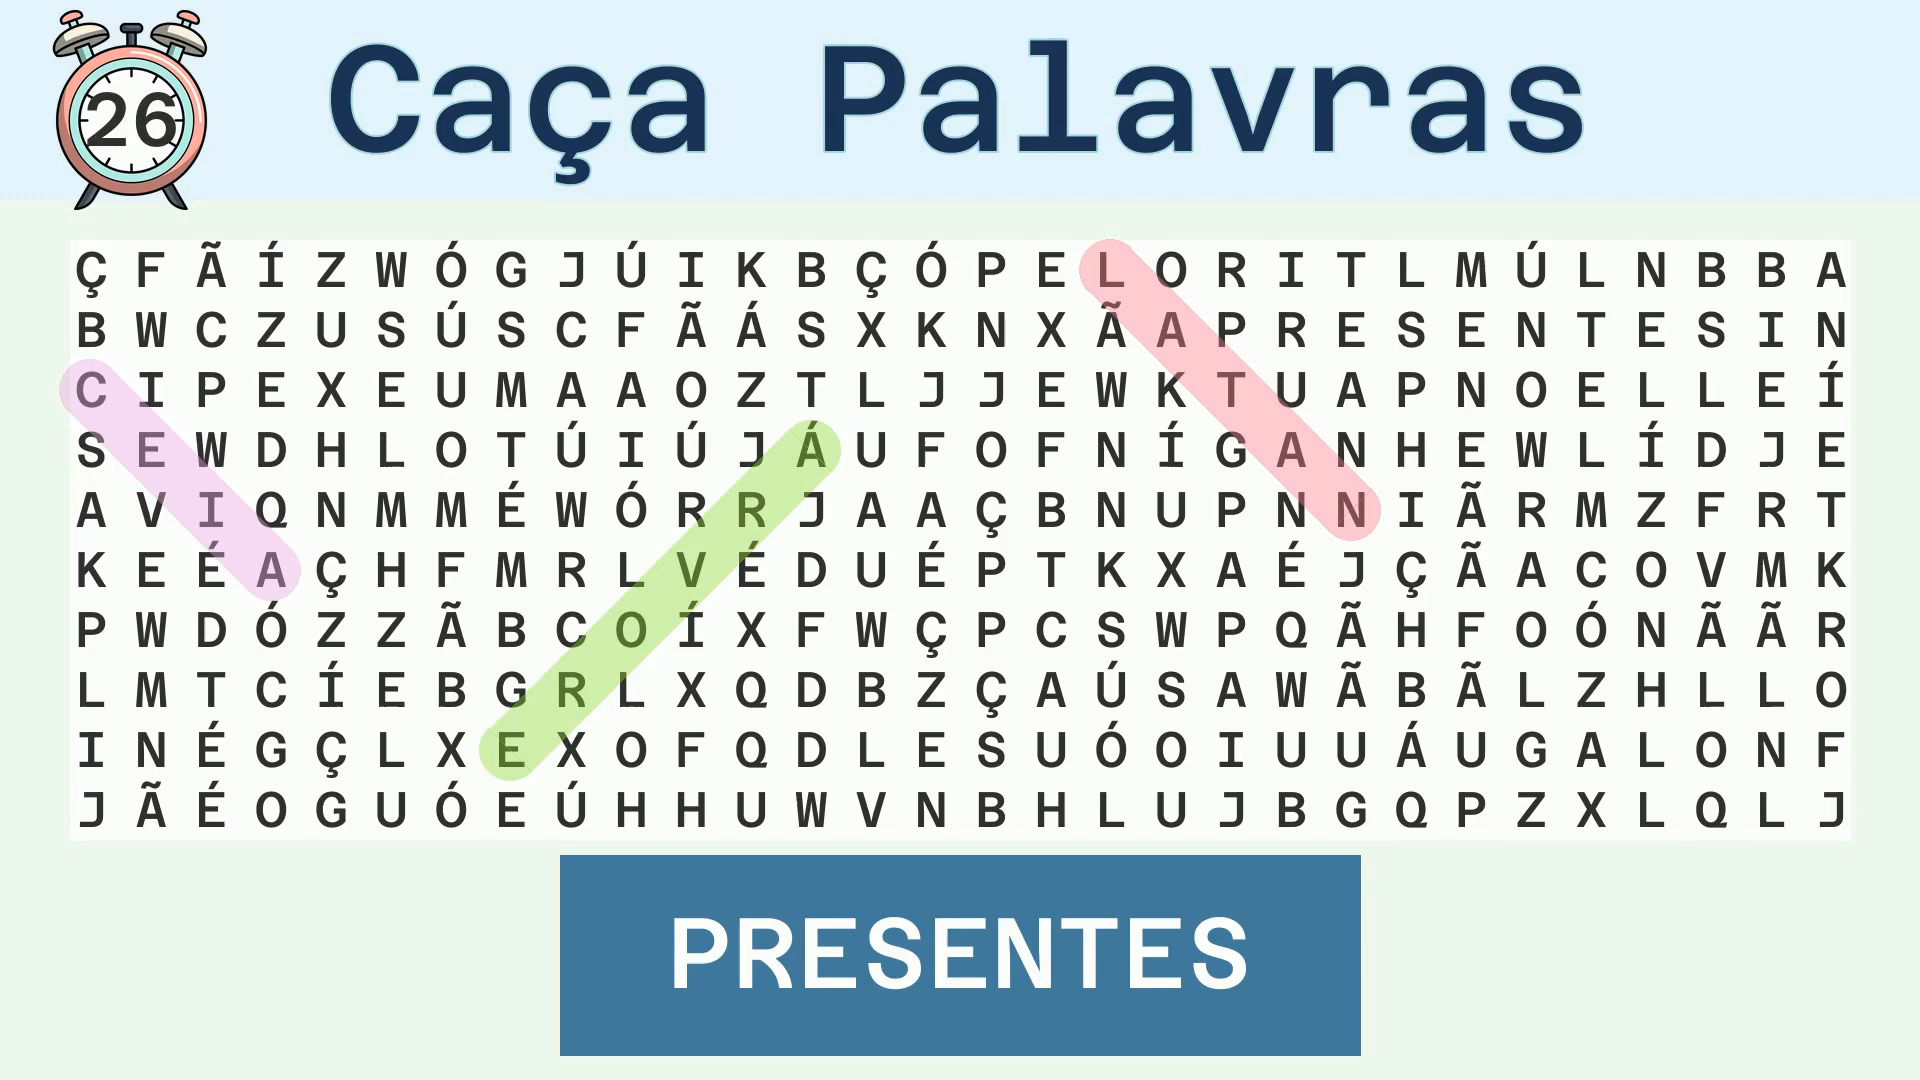 26
Caça Palavras
Ç F Ã Í Z W Ó G J Ú I K B Ç Ó P E L O R I T L M Ú L N B B A
B W C Z U S Ú S C F Ã Á S X K N X Ã A P R E S E N T E S I N
C I P E X E U M A A O Z T L J J E W K T U A P N O E L L E Í
S E W D H L O T Ú I Ú J Á U F O F N Í G A N H E W L Í D J E
A V I Q N M M É W Ó R R J A A Ç B N U P N N I Ã R M Z F R T
K E É A Ç H F M R L V É D U É P T K X A É J Ç Ã A C O V M K
P W D Ó Z Z Ã B C O Í X F W Ç P C S W P Q Ã H F O Ó N Ã Ã R
L M T C Í E B G R L X Q D B Z Ç A Ú S A W Ã B Ã L Z H L L O
I N É G Ç L X E X O F Q D L E S U Ó O I U U Á U G A L O N F
J Ã É O G U Ó E Ú H H U W V N B H L U J B G Q P Z X L Q L J
PRESENTES